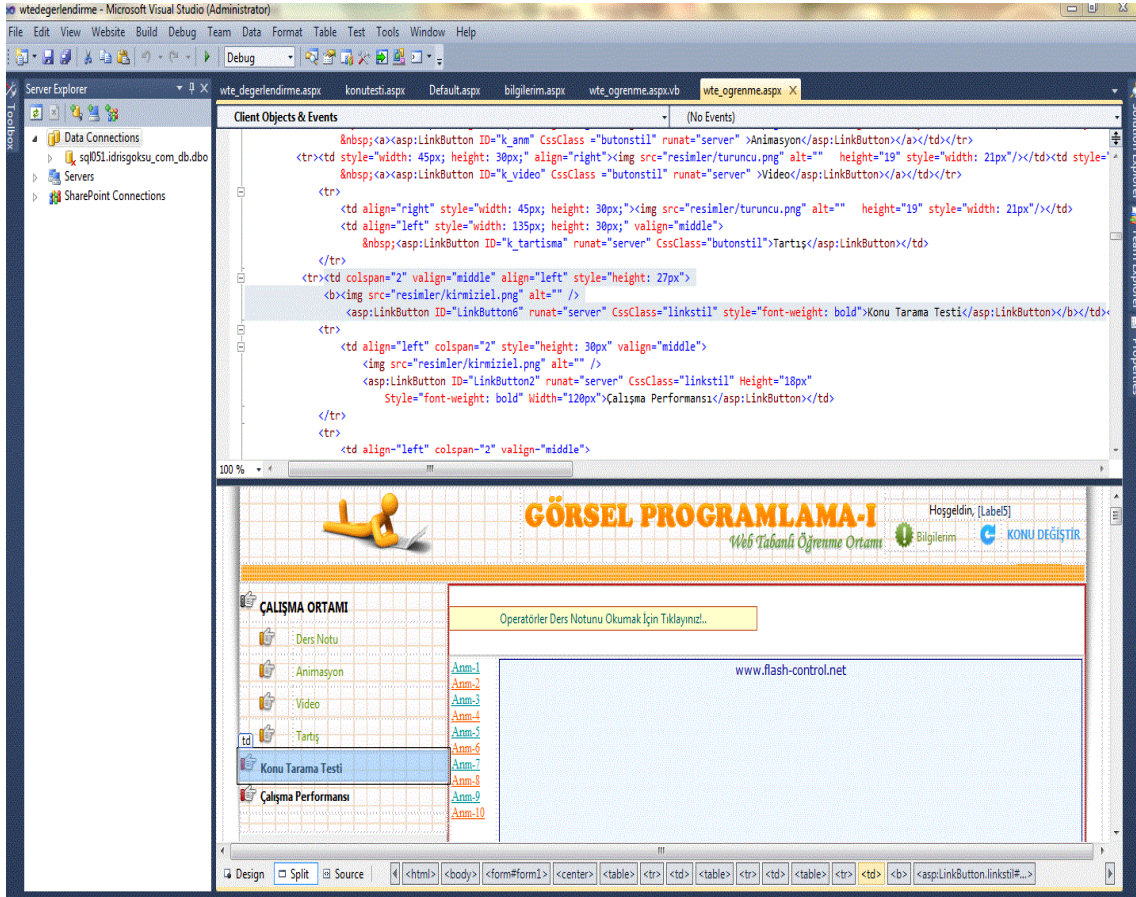 wtedegerlendirme - Microsoft Visual Studio (Administrator)
File Edit View Website Build Debug Team Data Format Table Test Tools Window Help
Debug
Server Explorer
wte_degerlendirme.aspx konutesti.aspx Default.aspx bilgilerim.aspx wte_ogrenme.aspx.vb wte_ogrenme.aspx X
Toolbox
Data Connections
sql051.idrisgoksu_com_db.dbo
Servers
SharePoint Connections
Client Objects & Events (No Events)
&nbsp;<a><asp:LinkButton ID="k_anm" CssClass ="butonstil" runat="server" >Animasyon</asp:LinkButton></a></td></tr>
<tr><td style="width: 45px; height: 30px;" align="right"><img src="resimler/turuncu.png" alt="" height="19" style="width: 21px"/></td><td style="
&nbsp;<a><asp:LinkButton ID="k_video" CssClass ="butonstil" runat="server" >Video</asp:LinkButton></a></td></tr>
<tr>
<td align="right" style="width: 45px; height: 30px;"><img src="resimler/turuncu.png" alt="" height="19" style="width: 21px"/></td>
<td align="left" style="width: 135px; height: 30px;" valign="middle">
&nbsp;<asp:LinkButton ID="k_tartisma" runat="server" CssClass="butonstil">Tartış</asp:LinkButton></td>
</tr>
<tr><td colspan="2" valign="middle" align="left" style="height: 27px">
<b><img src="resimler/kirmiziel.png" alt="" />
<asp:LinkButton ID="LinkButton6" runat="server" CssClass="linkstil" style="font-weight: bold">Konu Tarama Testi</asp:LinkButton></b></td><
<tr>
<td align="left" colspan="2" style="height: 30px" valign="middle">
<img src="resimler/kirmiziel.png" alt="" />
<asp:LinkButton ID="LinkButton2" runat="server" CssClass="linkstil" Height="18px"
Style="font-weight: bold" Width="120px">Çalışma Performansı</asp:LinkButton></td>
</tr>
<tr>
<td align="left" colspan="2" valign="middle">
100 %
Solution Explorer
Team Explorer
Properties
GÖRSEL PROGRAMLAMA-I
Web Tabanlı Öğrenme Ortamı
Hoşgeldin, [Label5]
Bilgilerim KONU DEĞİŞTİR
ÇALIŞMA ORTAMI
Ders Notu
Animasyon
Video
Tartış
td
Konu Tarama Testi
Çalışma Performansı
Operatörler Ders Notunu Okumak İçin Tıklayınız!..
Anm-1
Anm-2
Anm-3
Anm-4
Anm-5
Anm-6
Anm-7
Anm-8
Anm-9
Anm-10
www.flash-control.net
Design Split Source <html> <body> <form#form1> <center> <table> <tr> <td> <table> <tr> <td> <table> <tr> <td> <b> <asp:LinkButton.linkstil#...>